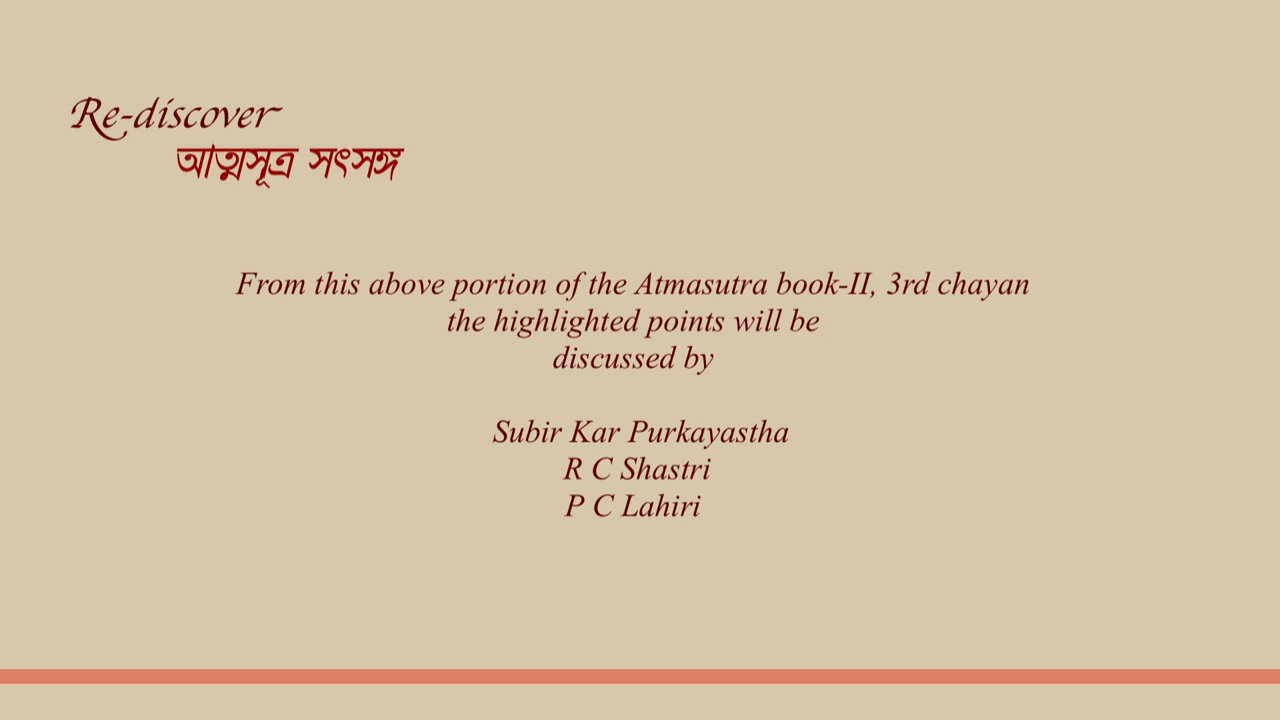 Re-discover
আত্মসূত্র সৎসঙ্গ
From this above portion of the Atmasutra book-II, 3rd chayan
the highlighted points will be
discussed by
Subir Kar Purkayastha
R C Shastri
P C Lahiri